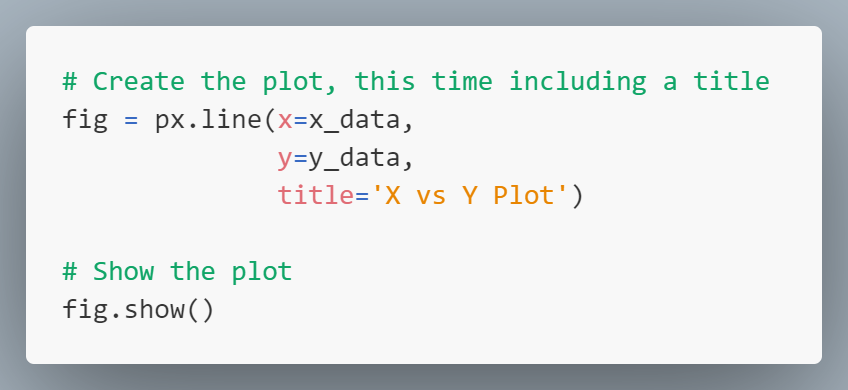 # Create the plot, this time including a title
fig = px.line(x=x_data,
              y=y_data,
              title='X vs Y Plot')

# Show the plot
fig.show()